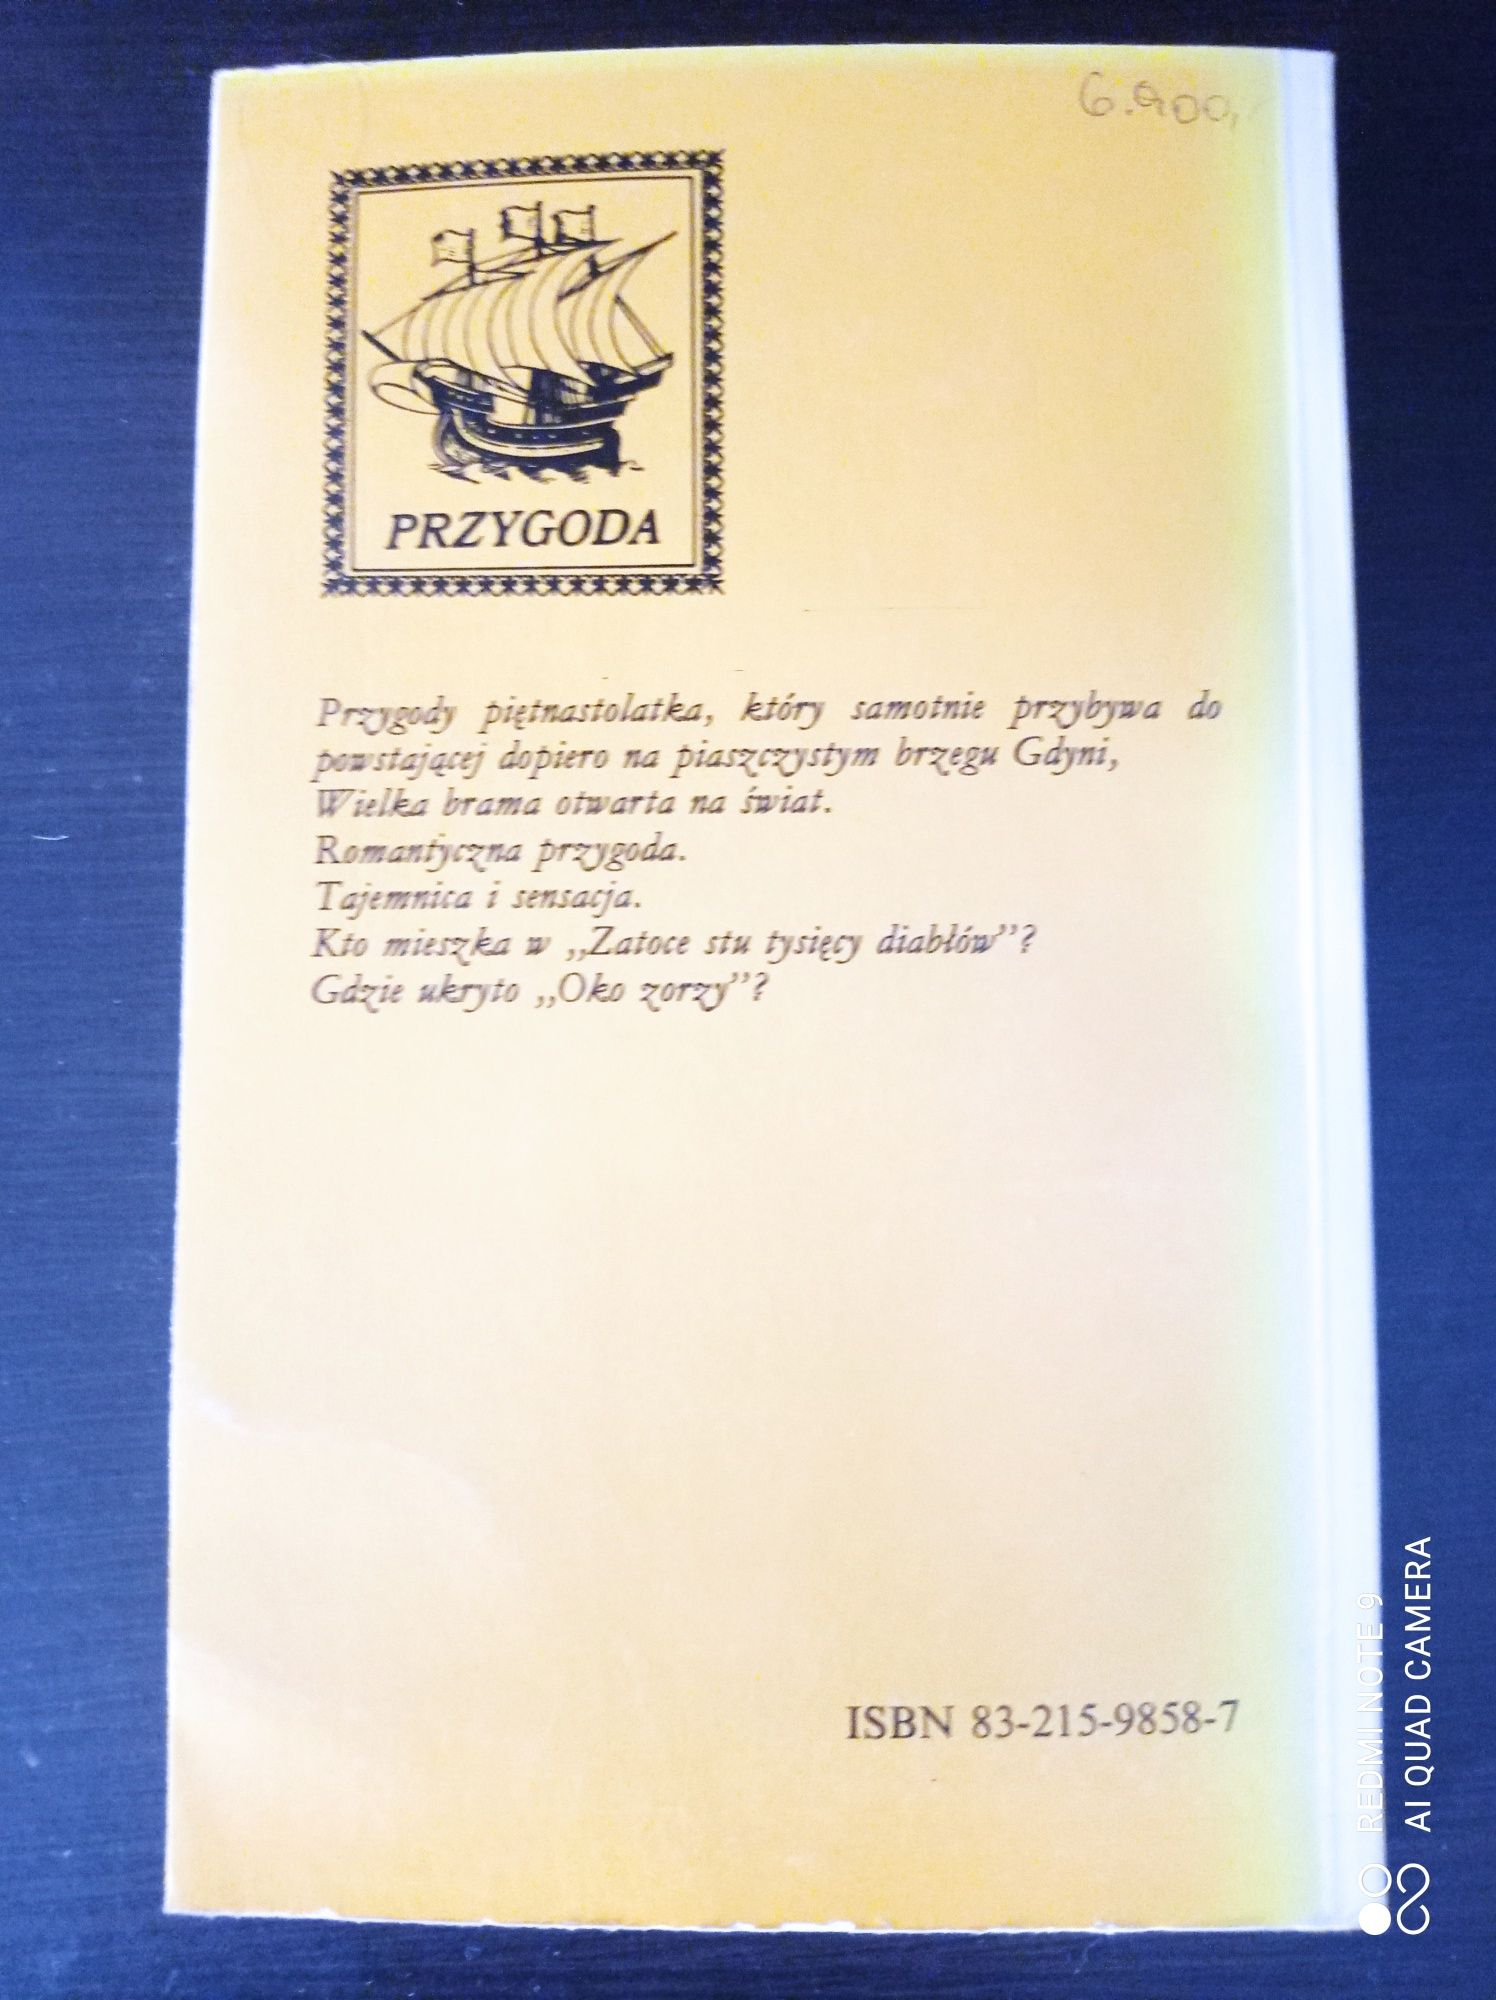 6.900,
PRZYGODA
Przygody piętnastolatka, który samotnie przybywa do
powstającej dopiero na piaszczystym brzegu Gdyni,
Wielka brama otwarta na świat.
Romantyczna przygoda.
Tajemnica i sensacja.
Kto mieszka w „Zatoce stu tysięcy diabłów”?
Gdzie ukryto „Oko zorzy”?
ISBN 83-215-9858-7
REDMI NOTE 9
AI QUAD CAMERA